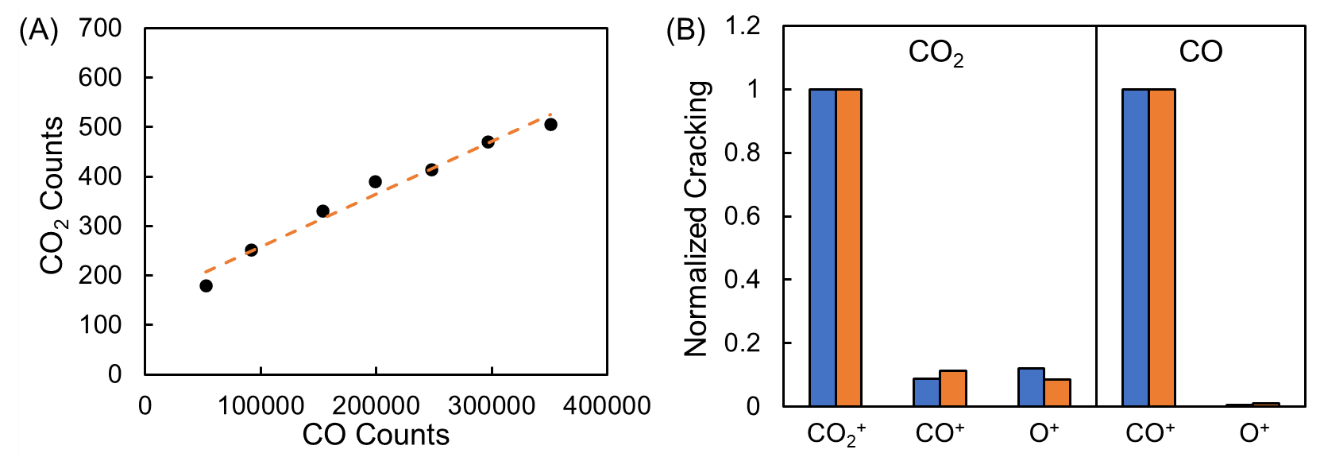 (A)
700
600
500
400
300
200
100
0
CO₂ Counts
0 100000 200000 300000 400000
CO Counts
(B)
1.2
1
0.8
0.6
0.4
0.2
0
Normalized Cracking
CO₂ CO
CO₂⁺ CO⁺ O⁺ CO⁺ O⁺